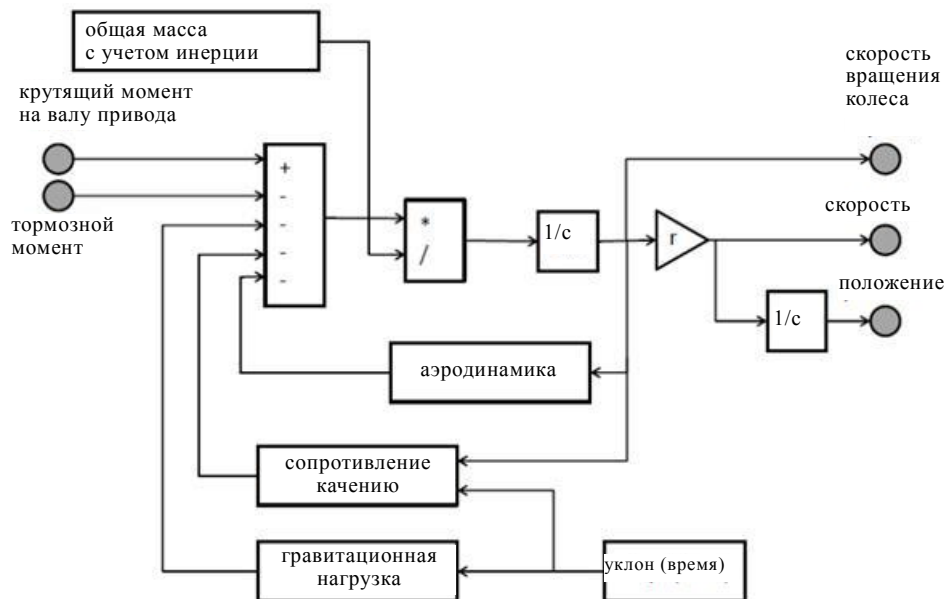 общая масса
с учетом инерции
крутящий момент
на валу привода
тормозной
момент
+
-
-
-
-
*
/
1/с
r
скорость
вращения
колеса
скорость
положение
1/с
аэродинамика
сопротивление
качению
гравитационная
нагрузка
уклон (время)